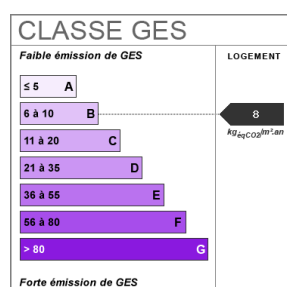 CLASSE GES
Faible émission de GES
LOGEMENT
≤ 5 A
6 à 10 B
8
kgéqCO2/m².an
11 à 20 C
21 à 35 D
36 à 55 E
56 à 80 F
> 80 G
Forte émission de GES